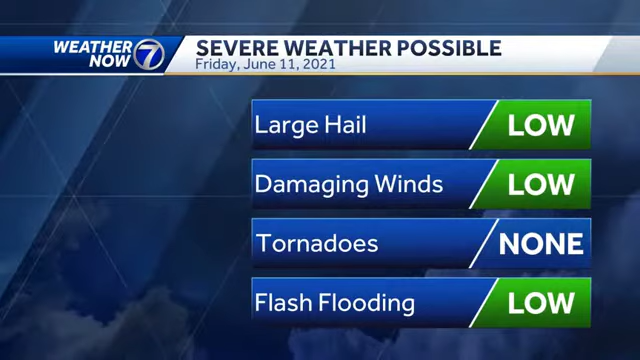 WEATHER
NOW 7
SEVERE WEATHER POSSIBLE
Friday, June 11, 2021
Large Hail LOW
Damaging Winds LOW
Tornadoes NONE
Flash Flooding LOW